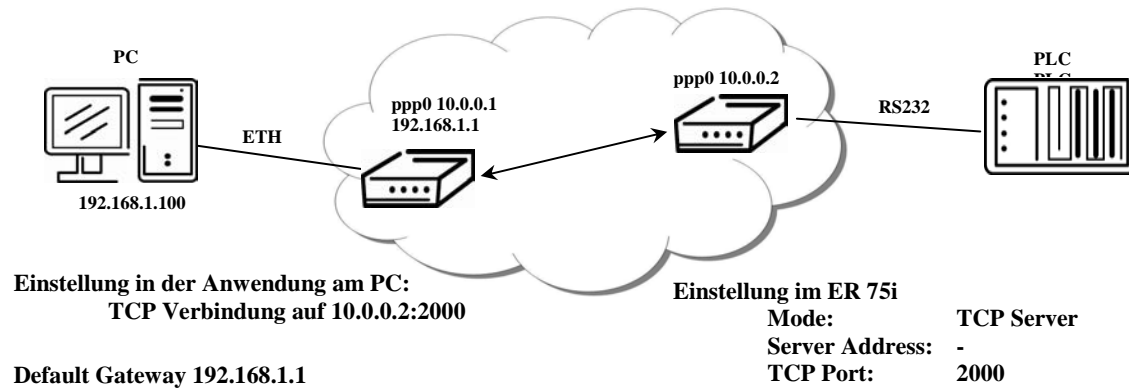 PC
PLC
PLC
ppp0 10.0.0.2
ppp0 10.0.0.1
192.168.1.1
RS232
ETH
192.168.1.100
Einstellung in der Anwendung am PC:
TCP Verbindung auf 10.0.0.2:2000
Default Gateway 192.168.1.1
Einstellung im ER 75i
Mode: TCP Server
Server Address: -
TCP Port: 2000